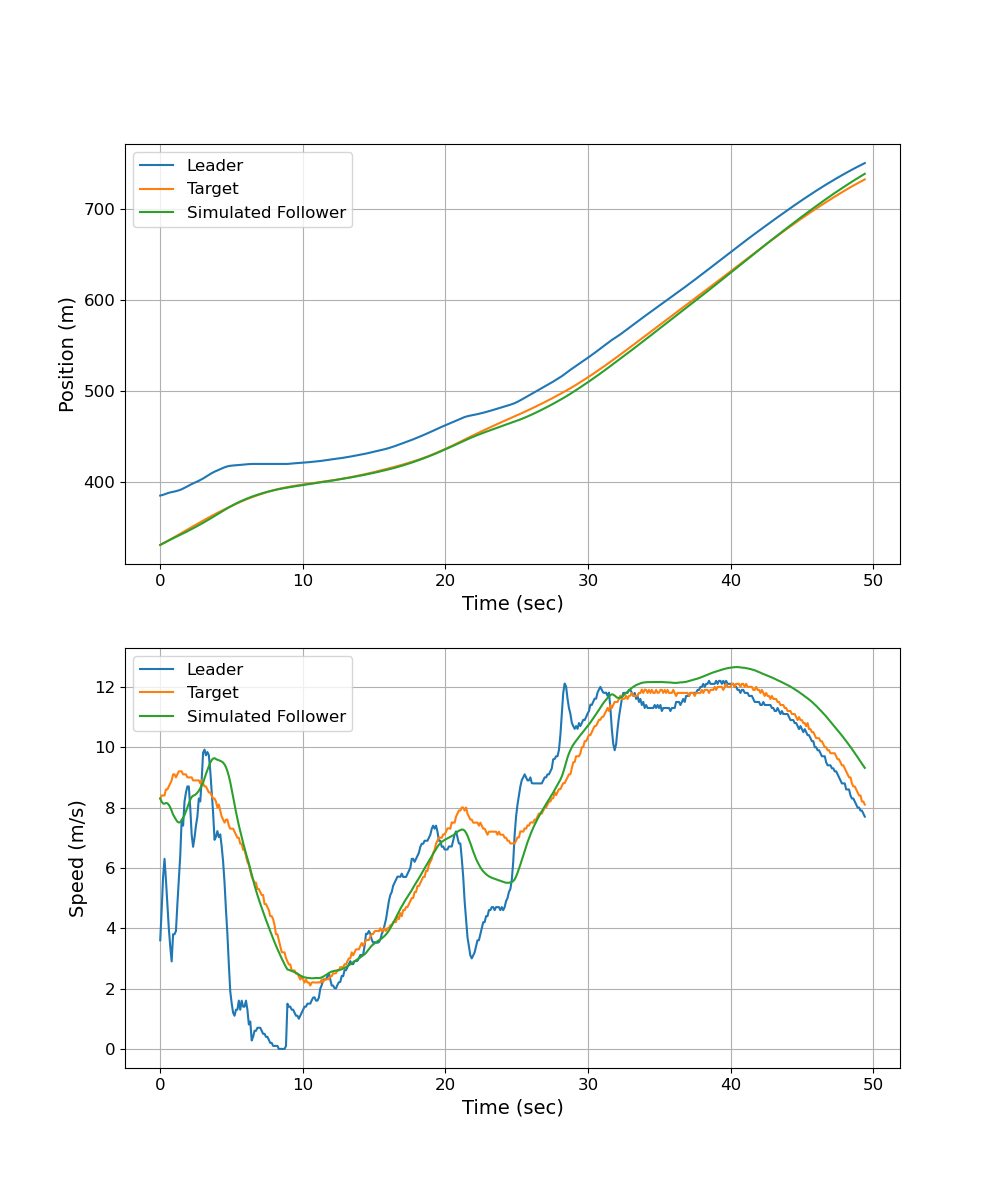 Leader
Target
Simulated Follower
700
600
500
400
Position (m)
0 10 20 30 40 50
Time (sec)
Leader
Target
Simulated Follower
12
10
8
6
4
2
0
Speed (m/s)
0 10 20 30 40 50
Time (sec)